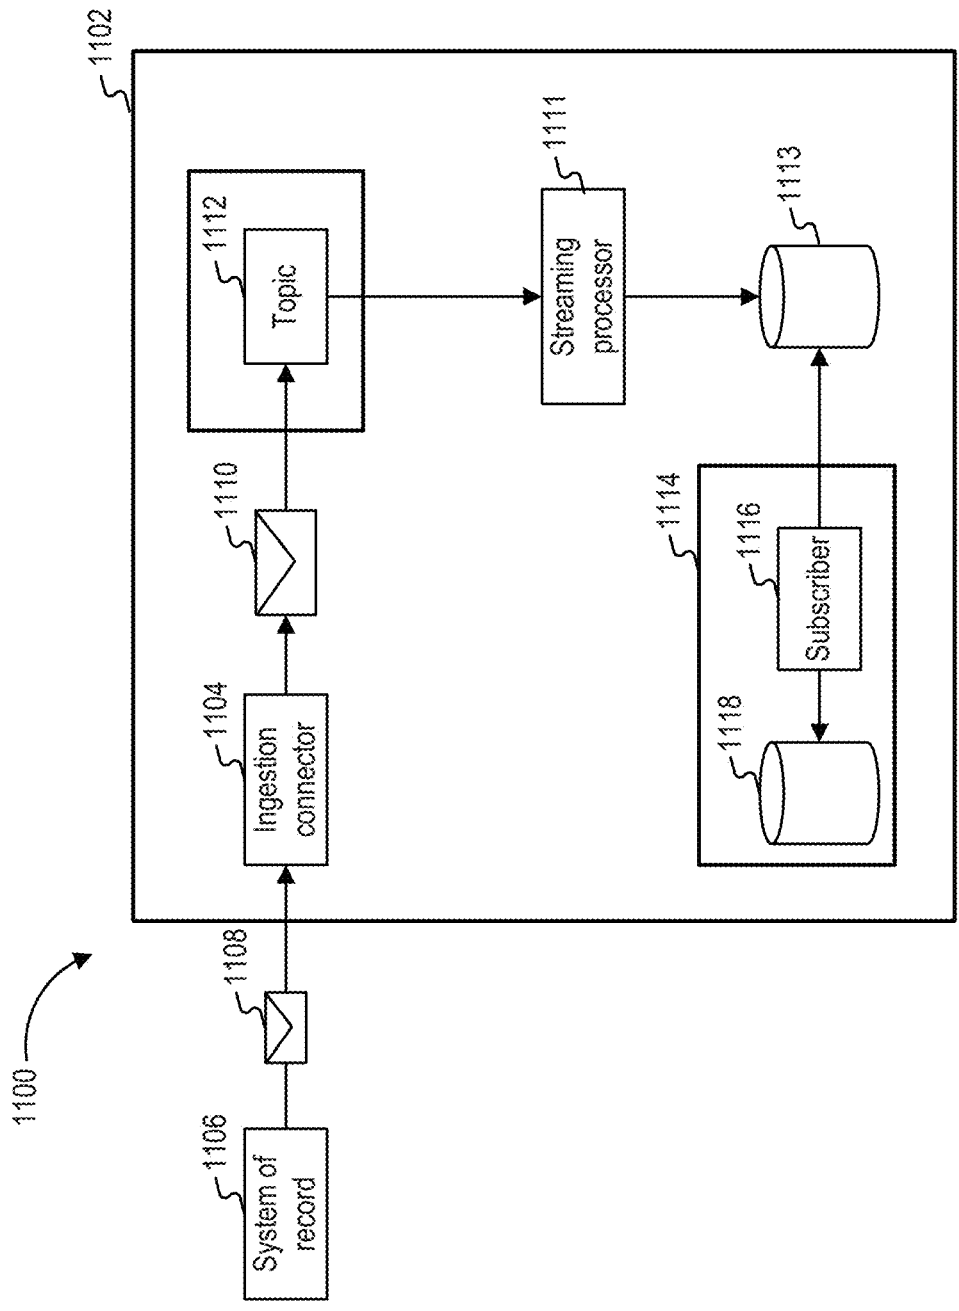 1100
1102
System of
record
1106
1108
Ingestion
connector
1104
1110
Topic
1112
Streaming
processor
1111
1113
1114
Subscriber
1116
1118